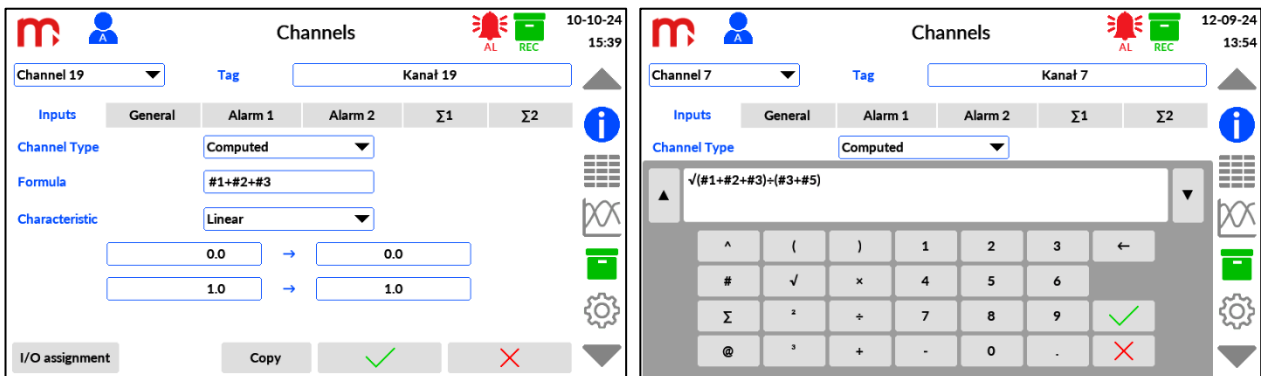 Channels
AL
REC
10-10-24
15:39
A
Channel 19
Tag
Kanał 19
Inputs
General
Alarm 1
Alarm 2
∑1
∑2
Channel Type
Computed
Formula
#1+#2+#3
Characteristic
Linear
0.0 → 0.0
1.0 → 1.0
I/O assignment
Copy
Channels
AL
REC
12-09-24
13:54
A
Channel 7
Tag
Kanał 7
Inputs
General
Alarm 1
Alarm 2
∑1
∑2
Channel Type
Computed
√(#1+#2+#3)÷(#3+#5)
^ ( ) 1 2 3 ←
# √ × 4 5 6
Σ ² ÷ 7 8 9
@ ³ + - 0 .